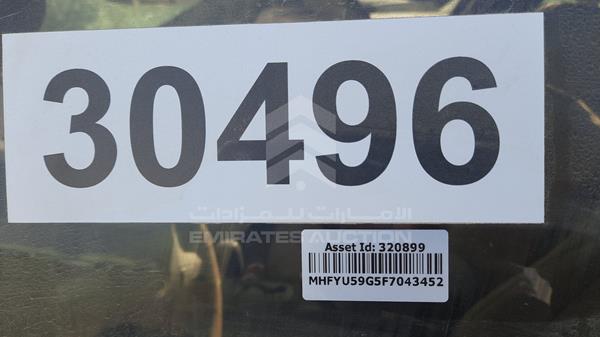 30496
الامارات للمزادات
EMIRATES AUCTION
Asset Id: 320899
MHFYU59G5F7043452